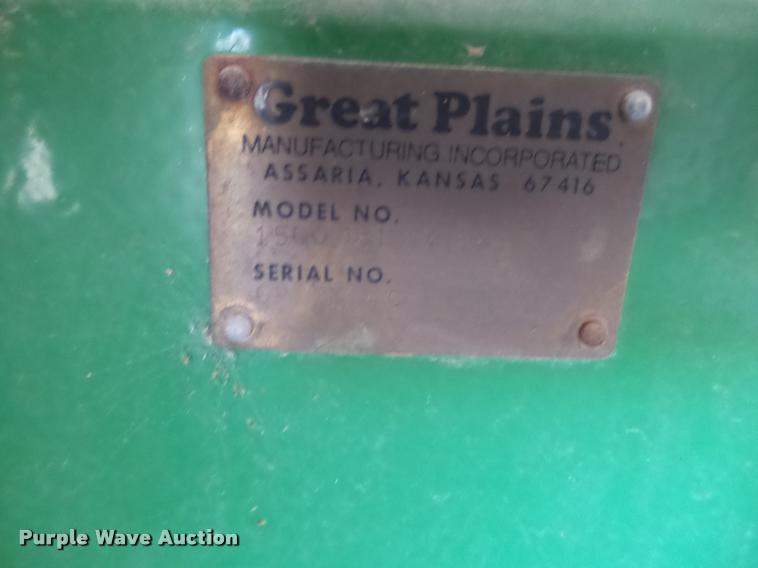 Great Plains
MANUFACTURING INCORPORATED
ASSARIA, KANSAS 67416
MODEL NO.
SERIAL NO.
Purple Wave Auction